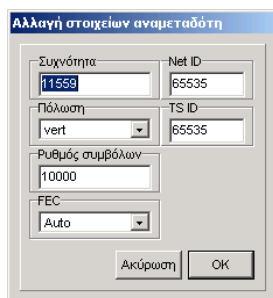 Αλλαγή στοιχείων αναμεταδότη
Συχνότητα
Net ID
11559
65535
Πόλωση
TS ID
vert
65535
Ρυθμός συμβόλων
10000
FEC
Auto
Ακύρωση
OK